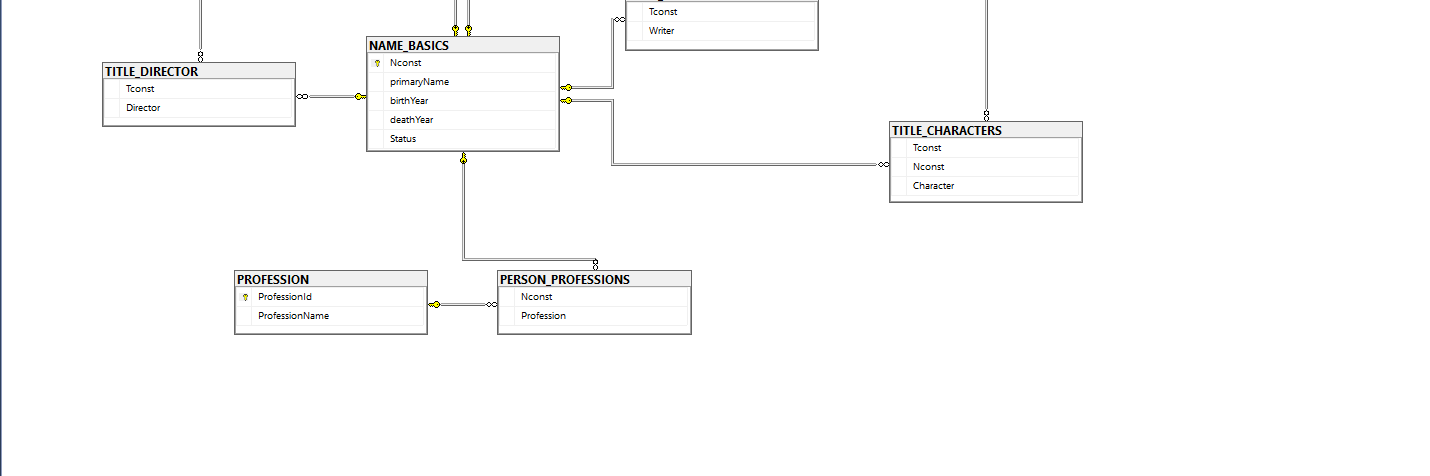 Tconst
Writer
NAME_BASICS
Nconst
primaryName
birthYear
deathYear
Status
TITLE_DIRECTOR
Tconst
Director
TITLE_CHARACTERS
Tconst
Nconst
Character
PROFESSION
ProfessionId
ProfessionName
PERSON_PROFESSIONS
Nconst
Profession